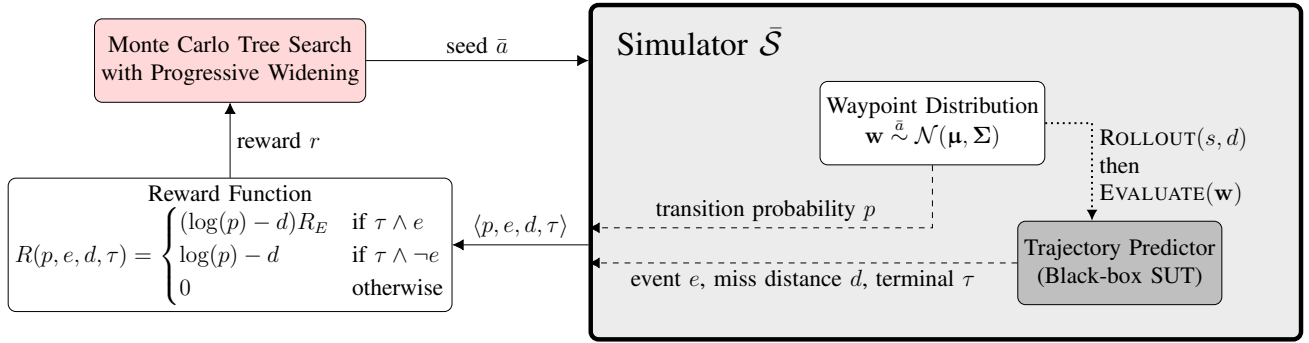 Monte Carlo Tree Search
with Progressive Widening
seed ā
Simulator 𝒮̄
Waypoint Distribution
𝐰 ~ᵃ̄ 𝒩(𝛍, 𝚺)
ROLLOUT(s, d)
then
EVALUATE(𝐰)
reward r
Reward Function
R(p, e, d, τ) = {
(log(p) − d)R_E if τ ∧ e
log(p) − d if τ ∧ ¬e
0 otherwise
⟨p, e, d, τ⟩
transition probability p
event e, miss distance d, terminal τ
Trajectory Predictor
(Black-box SUT)